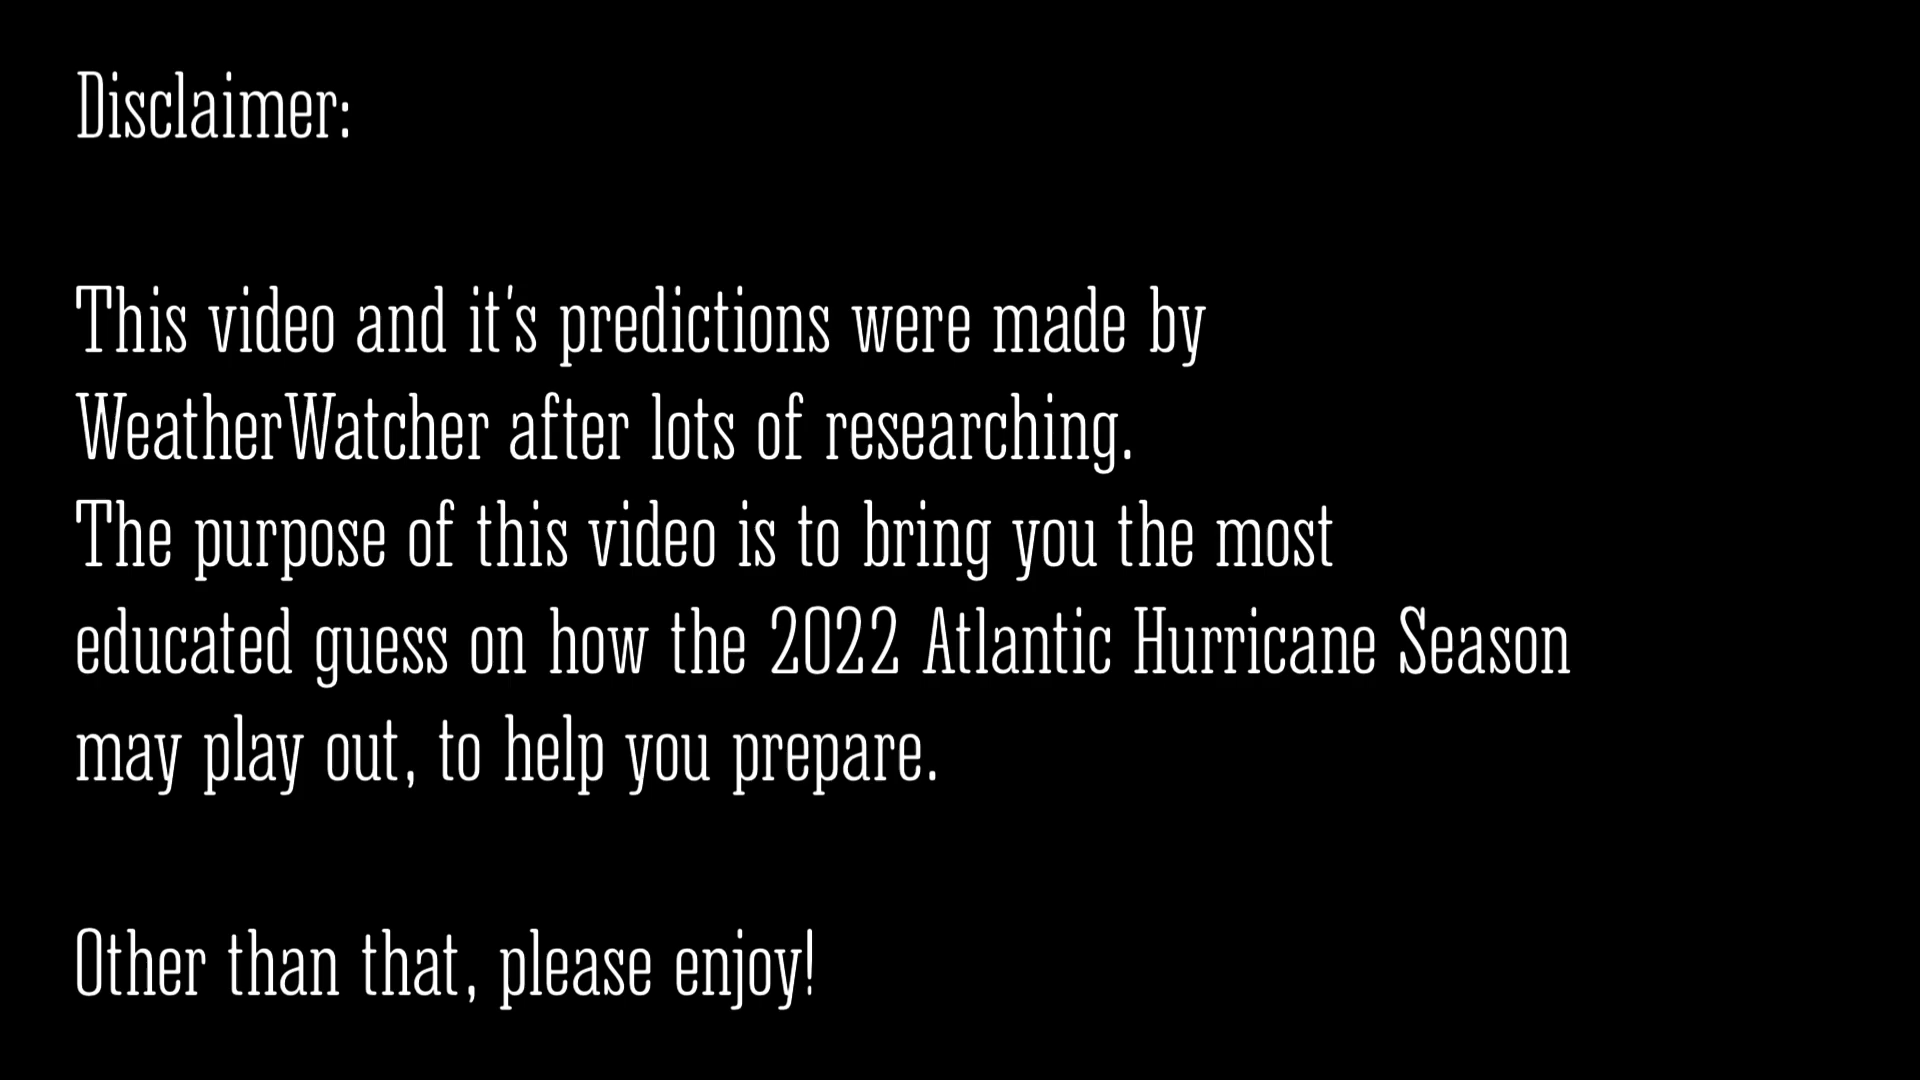 Disclaimer:
This video and it's predictions were made by
WeatherWatcher after lots of researching.
The purpose of this video is to bring you the most
educated guess on how the 2022 Atlantic Hurricane Season
may play out, to help you prepare.
Other than that, please enjoy!